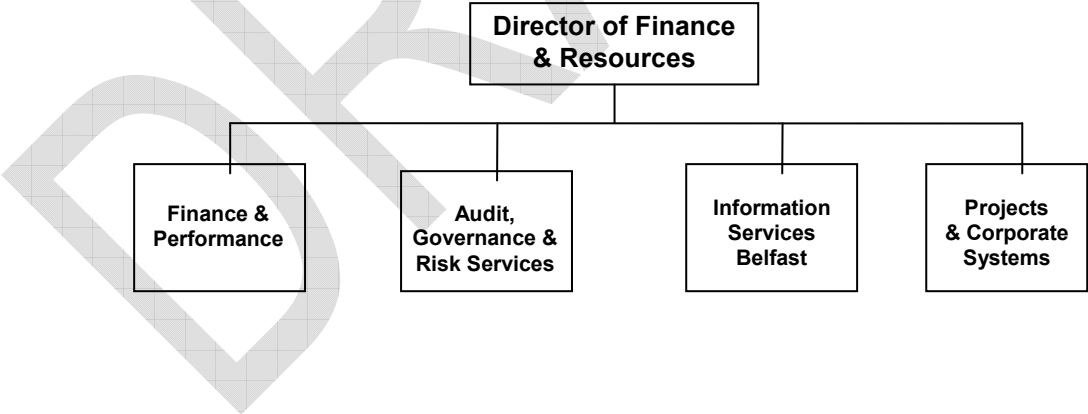 Director of Finance
& Resources
Finance &
Performance
Audit,
Governance &
Risk Services
Information
Services
Belfast
Projects
& Corporate
Systems